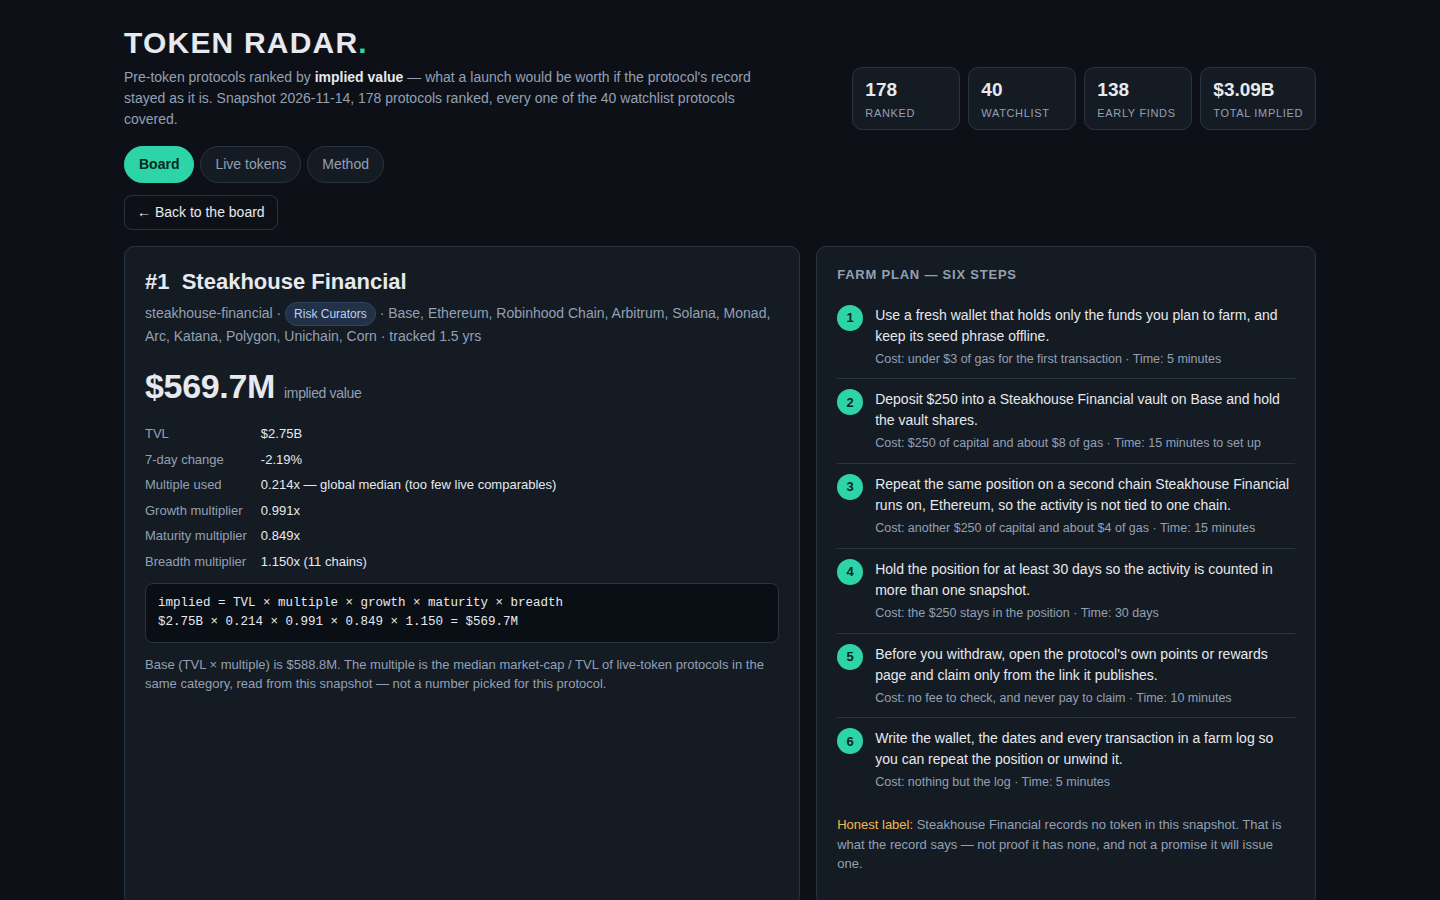 TOKEN RADAR.
Pre-token protocols ranked by implied value — what a launch would be worth if the protocol's record
stayed as it is. Snapshot 2026-11-14, 178 protocols ranked, every one of the 40 watchlist protocols
covered.
178
RANKED
40
WATCHLIST
138
EARLY FINDS
$3.09B
TOTAL IMPLIED
Board
Live tokens
Method
← Back to the board
#1 Steakhouse Financial
steakhouse-financial · Risk Curators · Base, Ethereum, Robinhood Chain, Arbitrum, Solana, Monad,
Arc, Katana, Polygon, Unichain, Corn · tracked 1.5 yrs
$569.7M implied value
TVL $2.75B
7-day change -2.19%
Multiple used 0.214x — global median (too few live comparables)
Growth multiplier 0.991x
Maturity multiplier 0.849x
Breadth multiplier 1.150x (11 chains)
implied = TVL × multiple × growth × maturity × breadth
$2.75B × 0.214 × 0.991 × 0.849 × 1.150 = $569.7M
Base (TVL × multiple) is $588.8M. The multiple is the median market-cap / TVL of live-token protocols in the
same category, read from this snapshot — not a number picked for this protocol.
FARM PLAN — SIX STEPS
1 Use a fresh wallet that holds only the funds you plan to farm, and
keep its seed phrase offline.
Cost: under $3 of gas for the first transaction · Time: 5 minutes
2 Deposit $250 into a Steakhouse Financial vault on Base and hold
the vault shares.
Cost: $250 of capital and about $8 of gas · Time: 15 minutes to set up
3 Repeat the same position on a second chain Steakhouse Financial
runs on, Ethereum, so the activity is not tied to one chain.
Cost: another $250 of capital and about $4 of gas · Time: 15 minutes
4 Hold the position for at least 30 days so the activity is counted in
more than one snapshot.
Cost: the $250 stays in the position · Time: 30 days
5 Before you withdraw, open the protocol's own points or rewards
page and claim only from the link it publishes.
Cost: no fee to check, and never pay to claim · Time: 10 minutes
6 Write the wallet, the dates and every transaction in a farm log so
you can repeat the position or unwind it.
Cost: nothing but the log · Time: 5 minutes
Honest label: Steakhouse Financial records no token in this snapshot. That is
what the record says — not proof it has none, and not a promise it will issue
one.